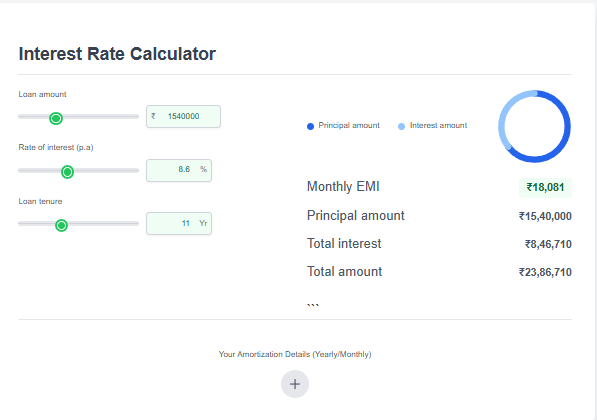 Interest Rate Calculator
Loan amount
₹ 1540000
Rate of interest (p.a)
8.6 %
Loan tenure
11 Yr
Principal amount Interest amount
Monthly EMI ₹18,081
Principal amount ₹15,40,000
Total interest ₹8,46,710
Total amount ₹23,86,710
```
Your Amortization Details (Yearly/Monthly)
+